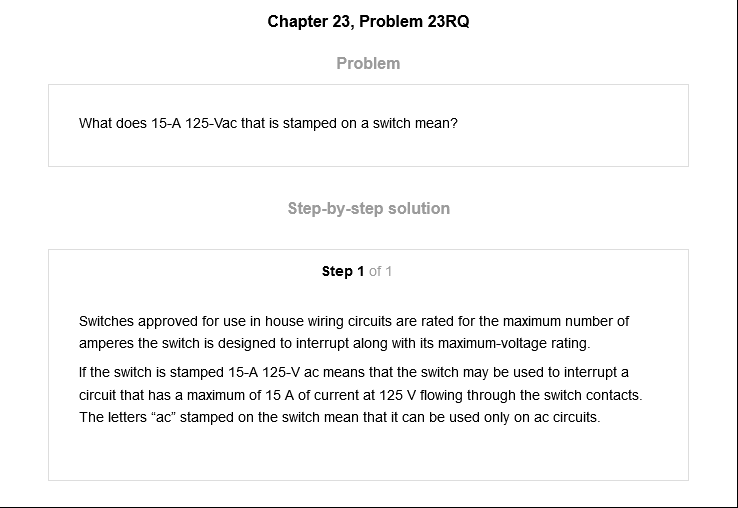 Chapter 23, Problem 23RQ
Problem
What does 15-A 125-Vac that is stamped on a switch mean?
Step-by-step solution
Step 1 of 1
Switches approved for use in house wiring circuits are rated for the maximum number of
amperes the switch is designed to interrupt along with its maximum-voltage rating.
If the switch is stamped 15-A 125-V ac means that the switch may be used to interrupt a
circuit that has a maximum of 15 A of current at 125 V flowing through the switch contacts.
The letters “ac” stamped on the switch mean that it can be used only on ac circuits.